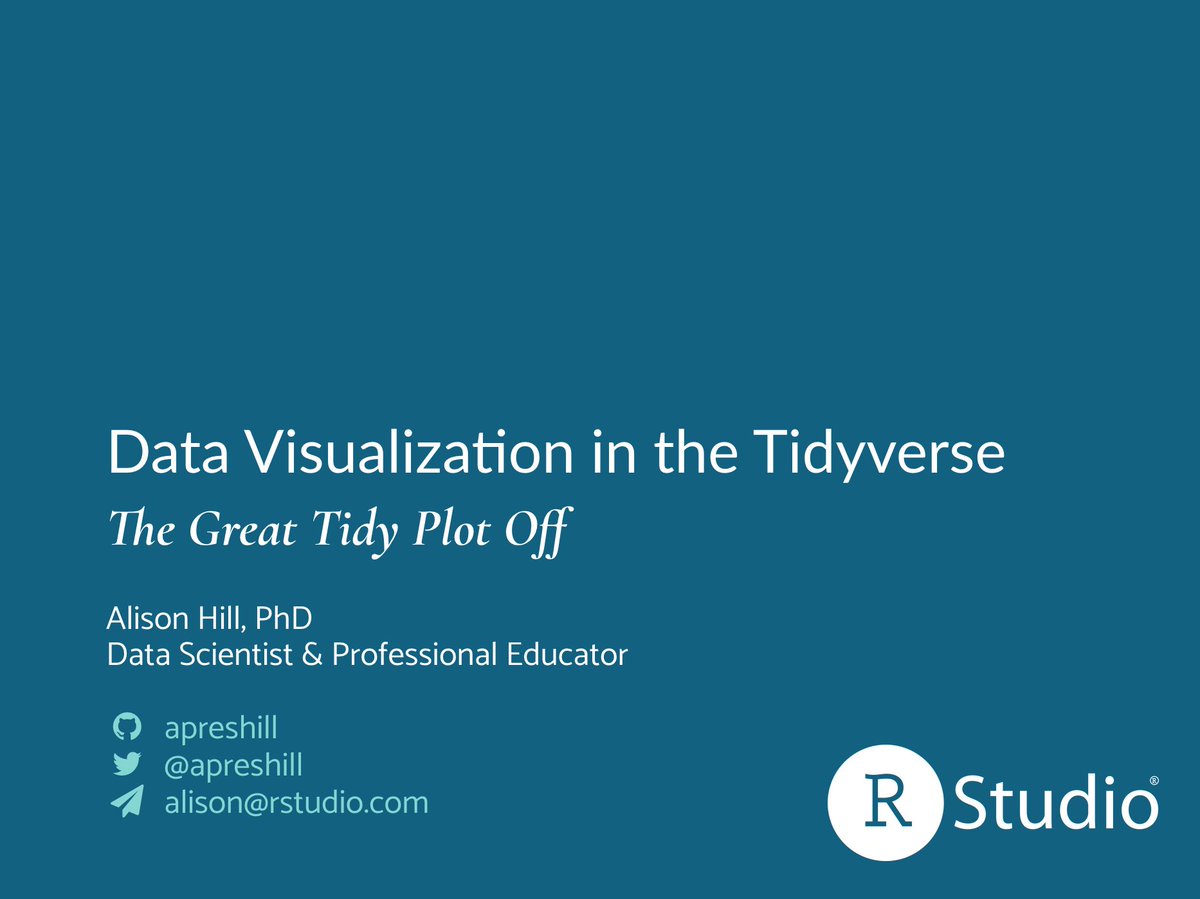 Data Visualization in the Tidyverse
The Great Tidy Plot Off
Alison Hill, PhD
Data Scientist & Professional Educator
apreshill
@apreshill
alison@rstudio.com
R Studio®